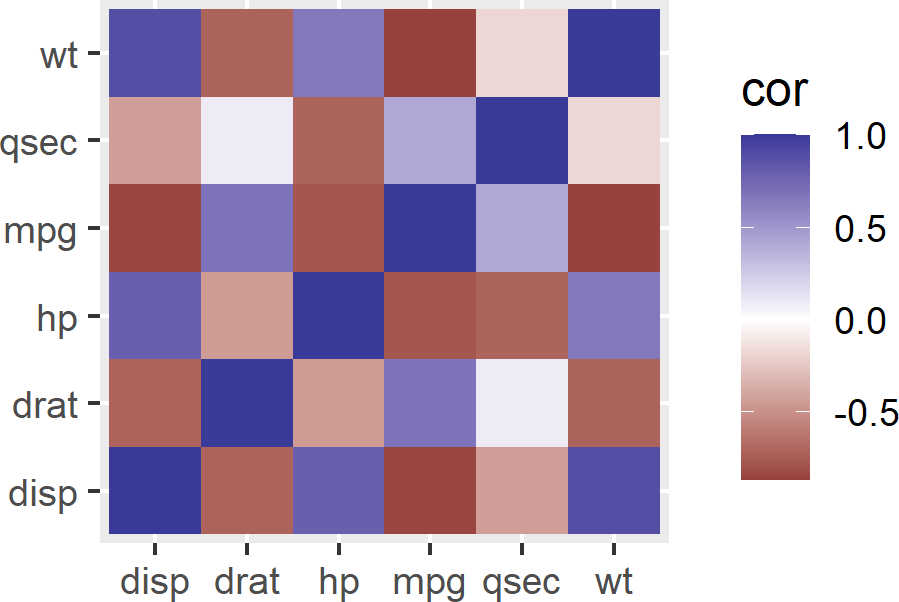 wt
qsec
mpg
hp
drat
disp
disp drat hp mpg qsec wt
cor
1.0
0.5
0.0
-0.5